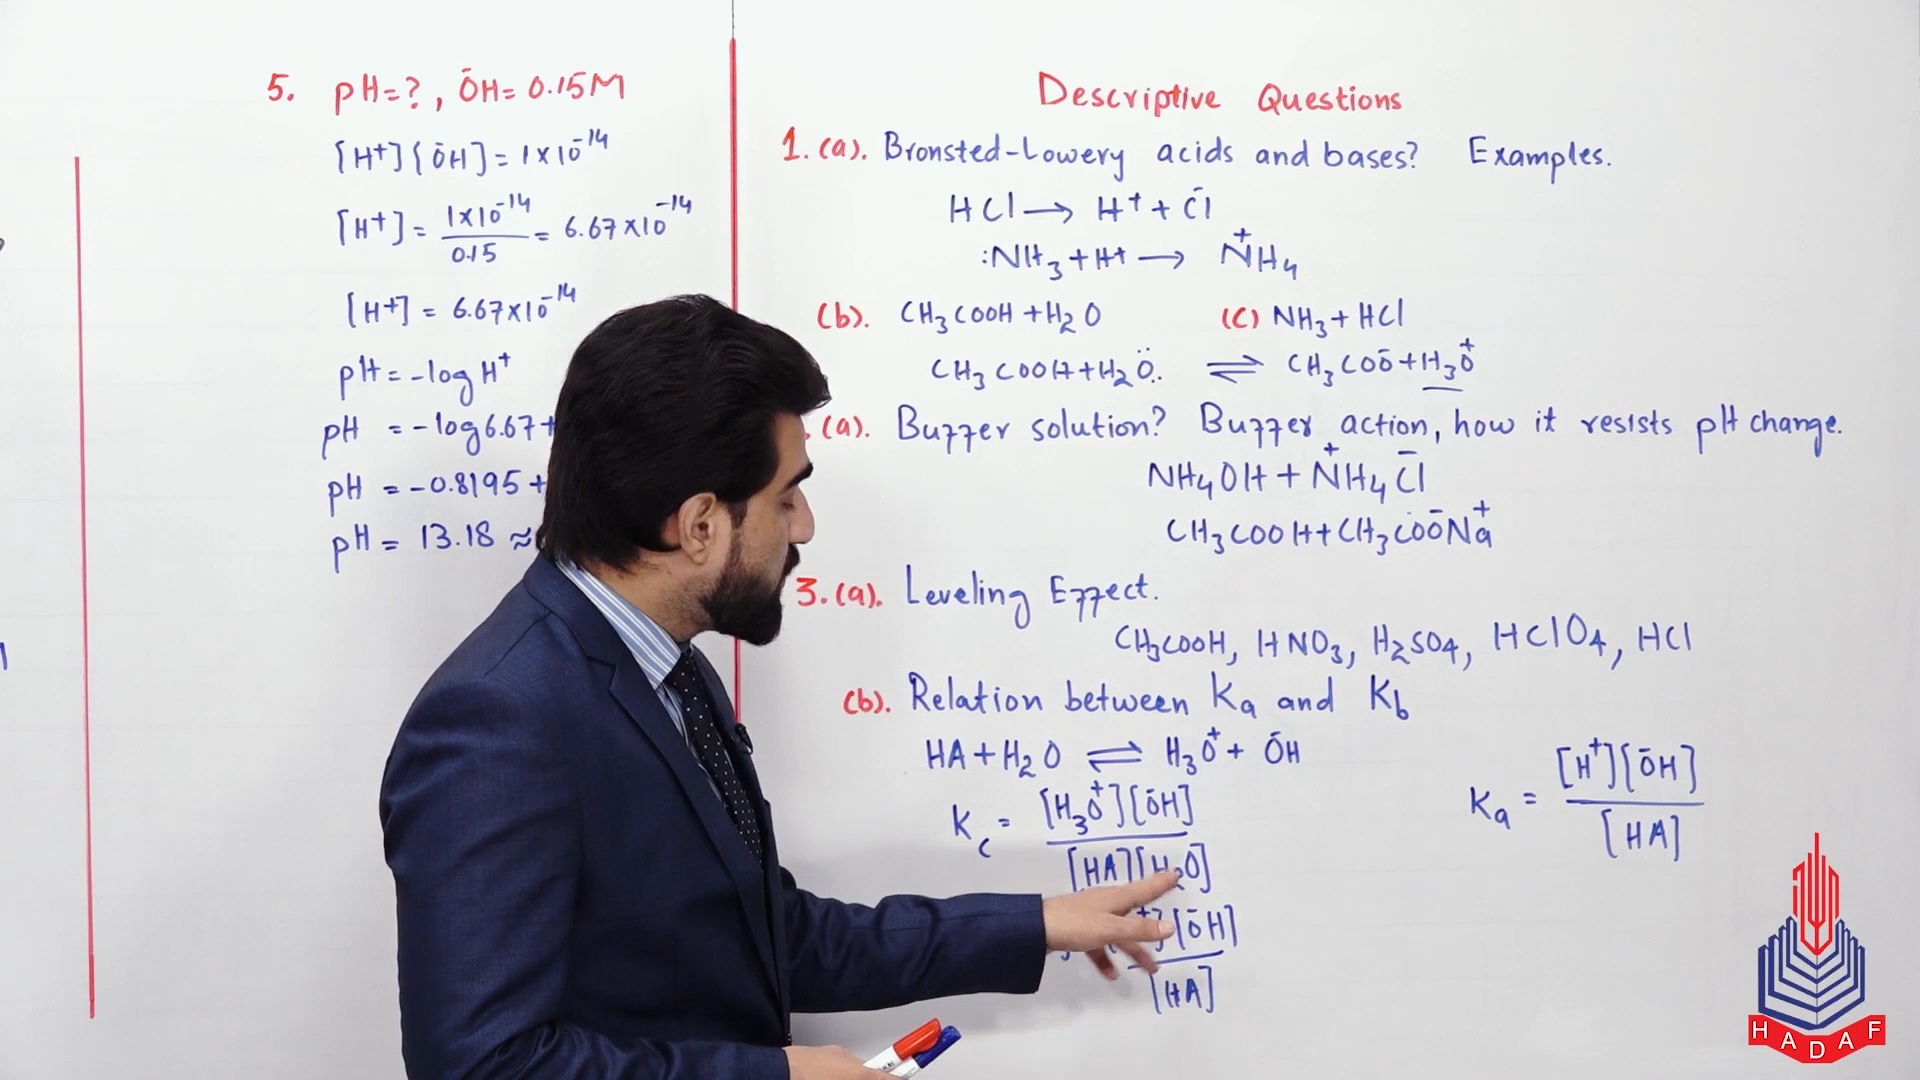 5. pH=?, ŌH= 0.15M
[H⁺][ŌH]= 1×10⁻¹⁴
[H⁺]= 1×10⁻¹⁴ / 0.15 = 6.67×10⁻¹⁴
[H⁺] = 6.67×10⁻¹⁴
pH = -log H⁺
pH = -log 6.67+
pH = -0.8195+
pH = 13.18 ≈
Descriptive Questions
1. (a). Bronsted-Lowery acids and bases? Examples.
HCl → H⁺ + C̄l
:NH₃ + H⁺ → N⁺H₄
(b). CH₃COOH + H₂O (C) NH₃ + HCl
CH₃COOH + H₂Ö.. ⇌ CH₃COŌ + H₃O⁺
. (a). Buffer solution? Buffer action, how it resists pH change.
NH₄OH + N⁺H₄C̄l
CH₃COOH + CH₃COŌNa⁺
3. (a). Leveling Effect.
CH₃COOH, HNO₃, H₂SO₄, HClO₄, HCl
(b). Relation between Ka and Kb
HA + H₂O ⇌ H₃O⁺ + ŌH
Kc = [H₃O⁺][ŌH] / [HA][H₂O]
⁺][ŌH] / [HA]
Ka = [H⁺][ŌH] / [HA]
HADAF